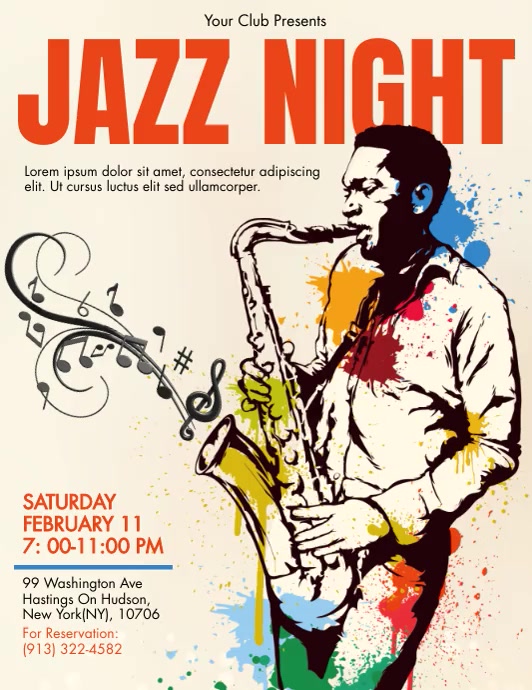 Your Club Presents
JAZZ NIGHT
Lorem ipsum dolor sit amet, consectetur adipiscing
elit. Ut cursus luctus elit sed ullamcorper.
SATURDAY
FEBRUARY 11
7: 00-11:00 PM
99 Washington Ave
Hastings On Hudson,
New York(NY), 10706
For Reservation:
(913) 322-4582